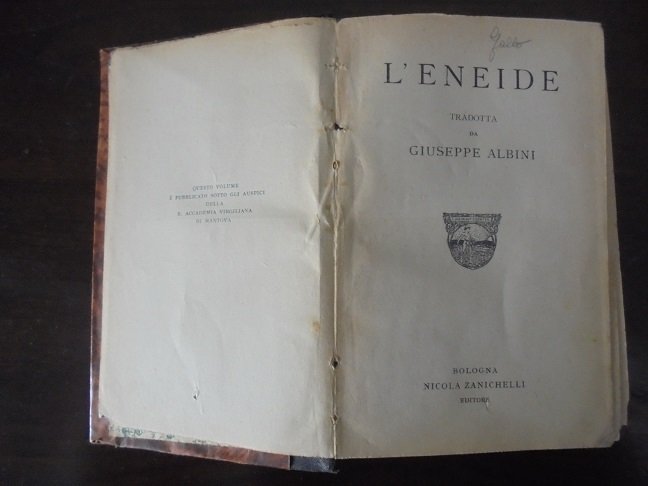 QUESTO VOLUME
È PUBBLICATO SOTTO GLI AUSPICI
DELLA
R. ACCADEMIA VIRGILIANA
DI MANTOVA
L'ENEIDE
TRADOTTA
DA
GIUSEPPE ALBINI
BOLOGNA
NICOLA ZANICHELLI
EDITORE